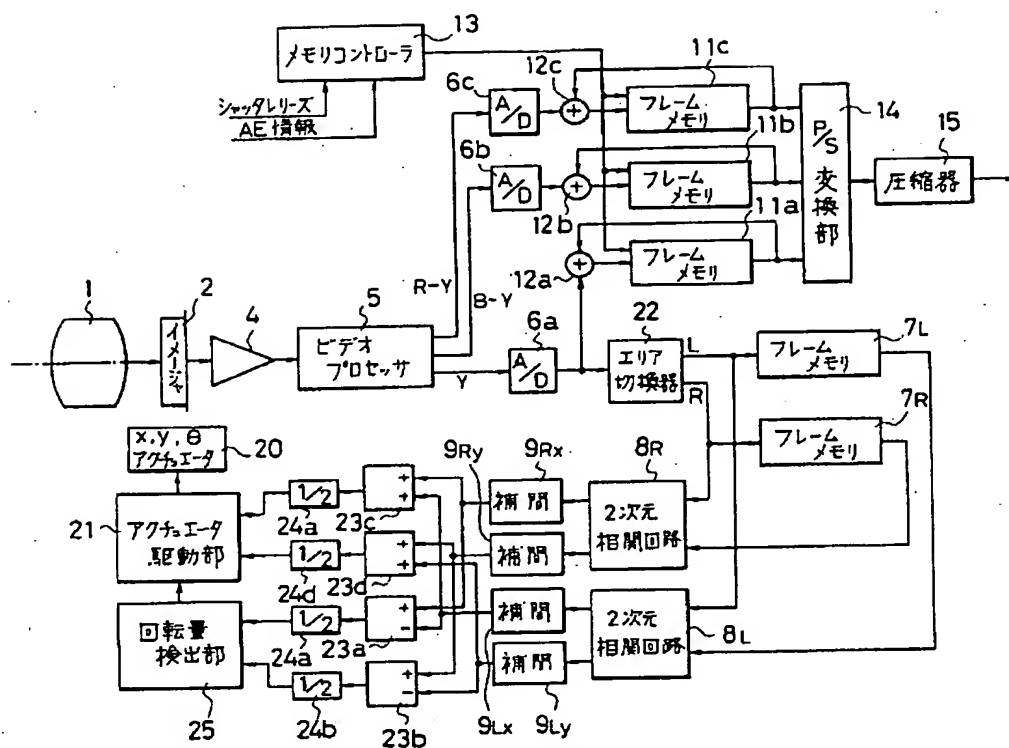 13
メモリコントローラ
シャッタレリーズ
AE情報
6c
A/D
12c
+
11c
フレーム
メモリ
14
P/S
変換部
15
圧縮器
6b
A/D
12b
+
11b
フレーム
メモリ
12a
+
11a
フレーム
メモリ
R-Y
B-Y
1
2
イメージャ
4
5
ビデオ
プロセッサ
Y
6a
A/D
22
エリア
切換器
L
R
7L
フレーム
メモリ
7R
フレーム
メモリ
x, y, θ
アクチュエータ
20
21
アクチュエータ
駆動部
1/2
24a
+
+
23c
9Ry
9Rx
補間
8R
2次元
相関回路
1/2
24d
+
+
23d
補間
回転量
検出部
25
1/2
24a
+
-
23a
補間
9Lx
2次元
相関回路
8L
1/2
24b
+
-
23b
補間
9Ly